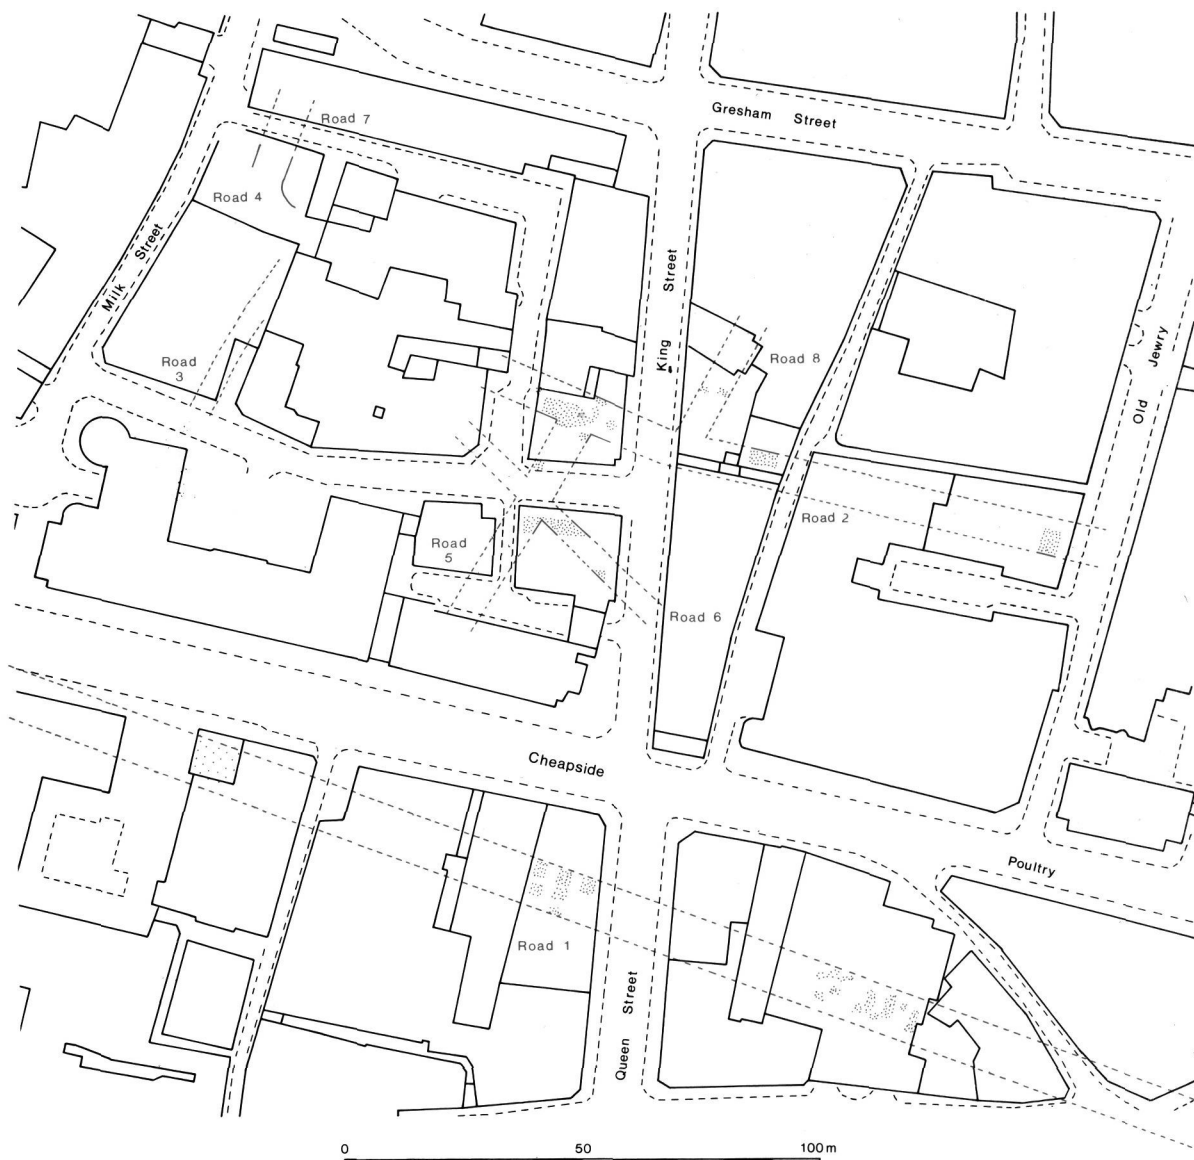 Gresham Street
Road 7
Road 4
Milk Street
King Street
Road
3
Road 8
Old Jewry
Road
5
Road 2
Road 6
Cheapside
Poultry
Road 1
Queen Street
0 50 100 m